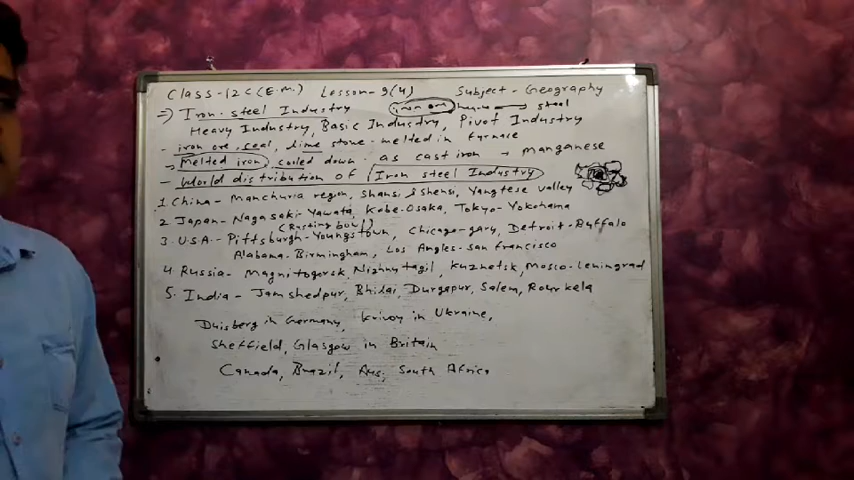 CLASS-12 C (E.M.) Lesson-9(4) Subject - Geography
=> Iron-steel Industry iron ore steel
Heavy Industry, Basic Industry, Pivot Industry
- iron ore, coal, lime stone - melted in furnace
- Melted iron cooled down as cast iron → Manganese
- World distribution of Iron steel Industry
1 China - Manchuria region, Shansi & Shensi, Yangtese valley
2 Japan - Nagasaki-Yawata, Kobe-Osaka, Tokyo-Yokohama
(Rusting bowl)
3. U.S.A - Pittsburgh-Youngstown, Chicago-gary, Detroit-Buffalo
Alabama-Birmingham, Los Angles-San Francisco
4. Russia - Magnitogorsk, Nizhny tagil, Kuznetsk, Mosco-Leningrad
5. India - Jamshedpur, Bhilai, Durgapur, Salem, Rourkela
Duisberg in Germany, Krivoy in Ukraine,
Sheffield, Glasgow in Britain
Canada, Brazil, Aus, South Africa